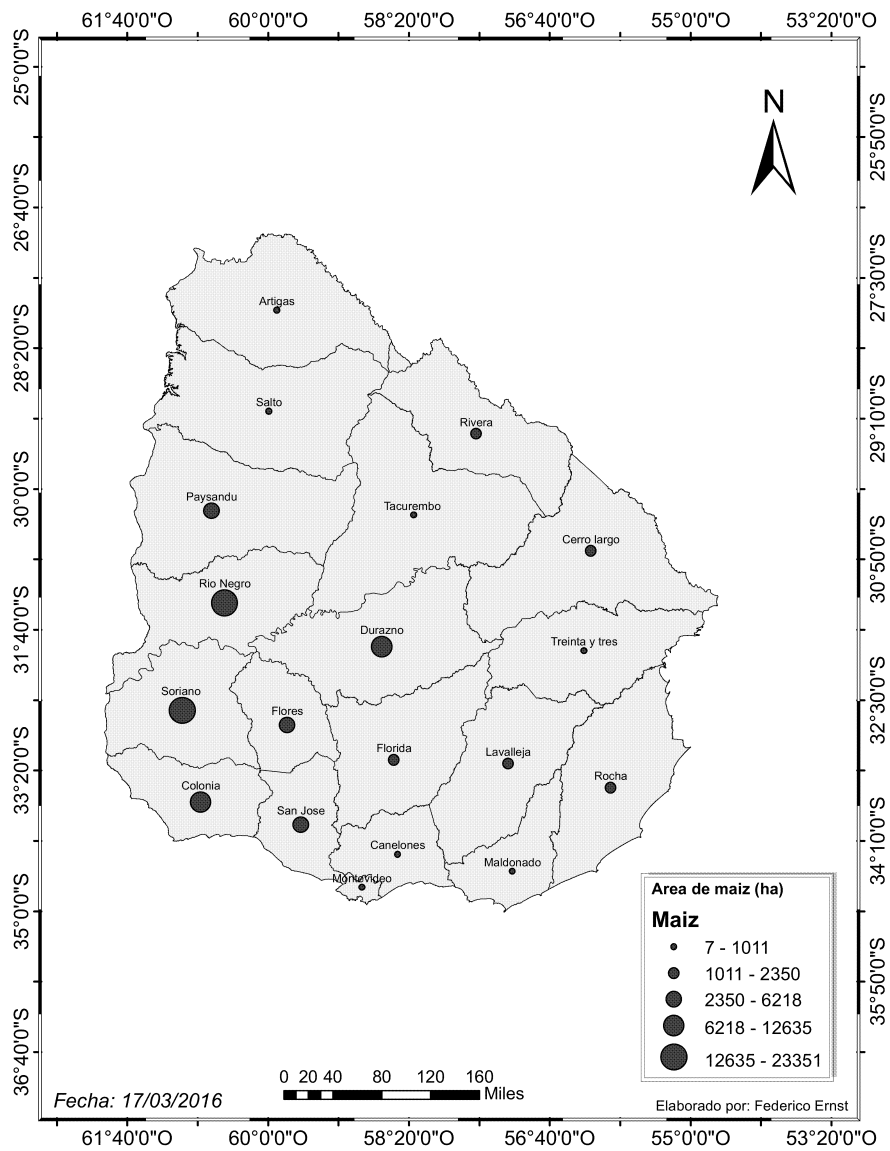 61°40'0"O 60°0'0"O 58°20'0"O 56°40'0"O 55°0'0"O 53°20'0"O
25°0'0"S
25°50'0"S
26°40'0"S
27°30'0"S
28°20'0"S
29°10'0"S
30°0'0"S
30°50'0"S
31°40'0"S
32°30'0"S
33°20'0"S
34°10'0"S
35°0'0"S
35°50'0"S
36°40'0"S
N
Artigas
Salto
Rivera
Paysandu
Tacurembo
Cerro largo
Rio Negro
Durazno
Treinta y tres
Soriano
Flores
Florida
Lavalleja
Rocha
Colonia
San Jose
Canelones
Maldonado
Montevideo
Area de maiz (ha)
Maiz
7 - 1011
1011 - 2350
2350 - 6218
6218 - 12635
12635 - 23351
0 20 40 80 120 160
Miles
Fecha: 17/03/2016
Elaborado por: Federico Ernst
61°40'0"O 60°0'0"O 58°20'0"O 56°40'0"O 55°0'0"O 53°20'0"O